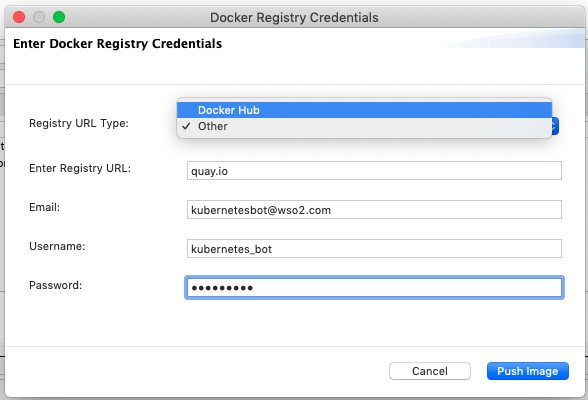 Docker Registry Credentials
Enter Docker Registry Credentials
Docker Hub
Registry URL Type:
✓ Other
Enter Registry URL:
quay.io
Email:
kubernetesbot@wso2.com
Username:
kubernetes_bot
Password:
●●●●●●●●●
Cancel
Push Image